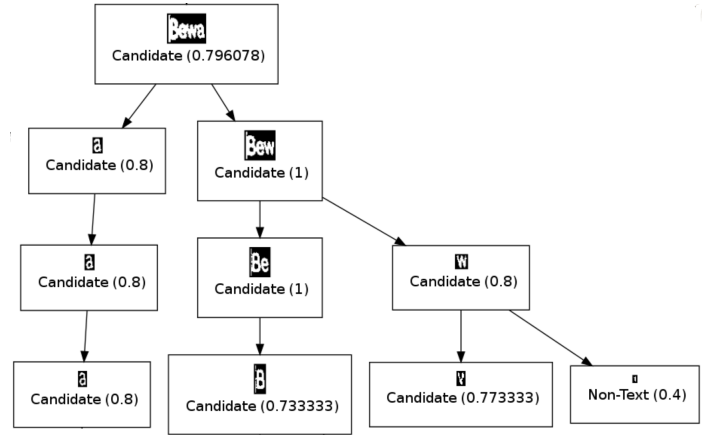 Bewa
Candidate (0.796078)
a
Candidate (0.8)
Bew
Candidate (1)
a
Candidate (0.8)
Be
Candidate (1)
w
Candidate (0.8)
a
Candidate (0.8)
B
Candidate (0.733333)
v
Candidate (0.773333)
Non-Text (0.4)